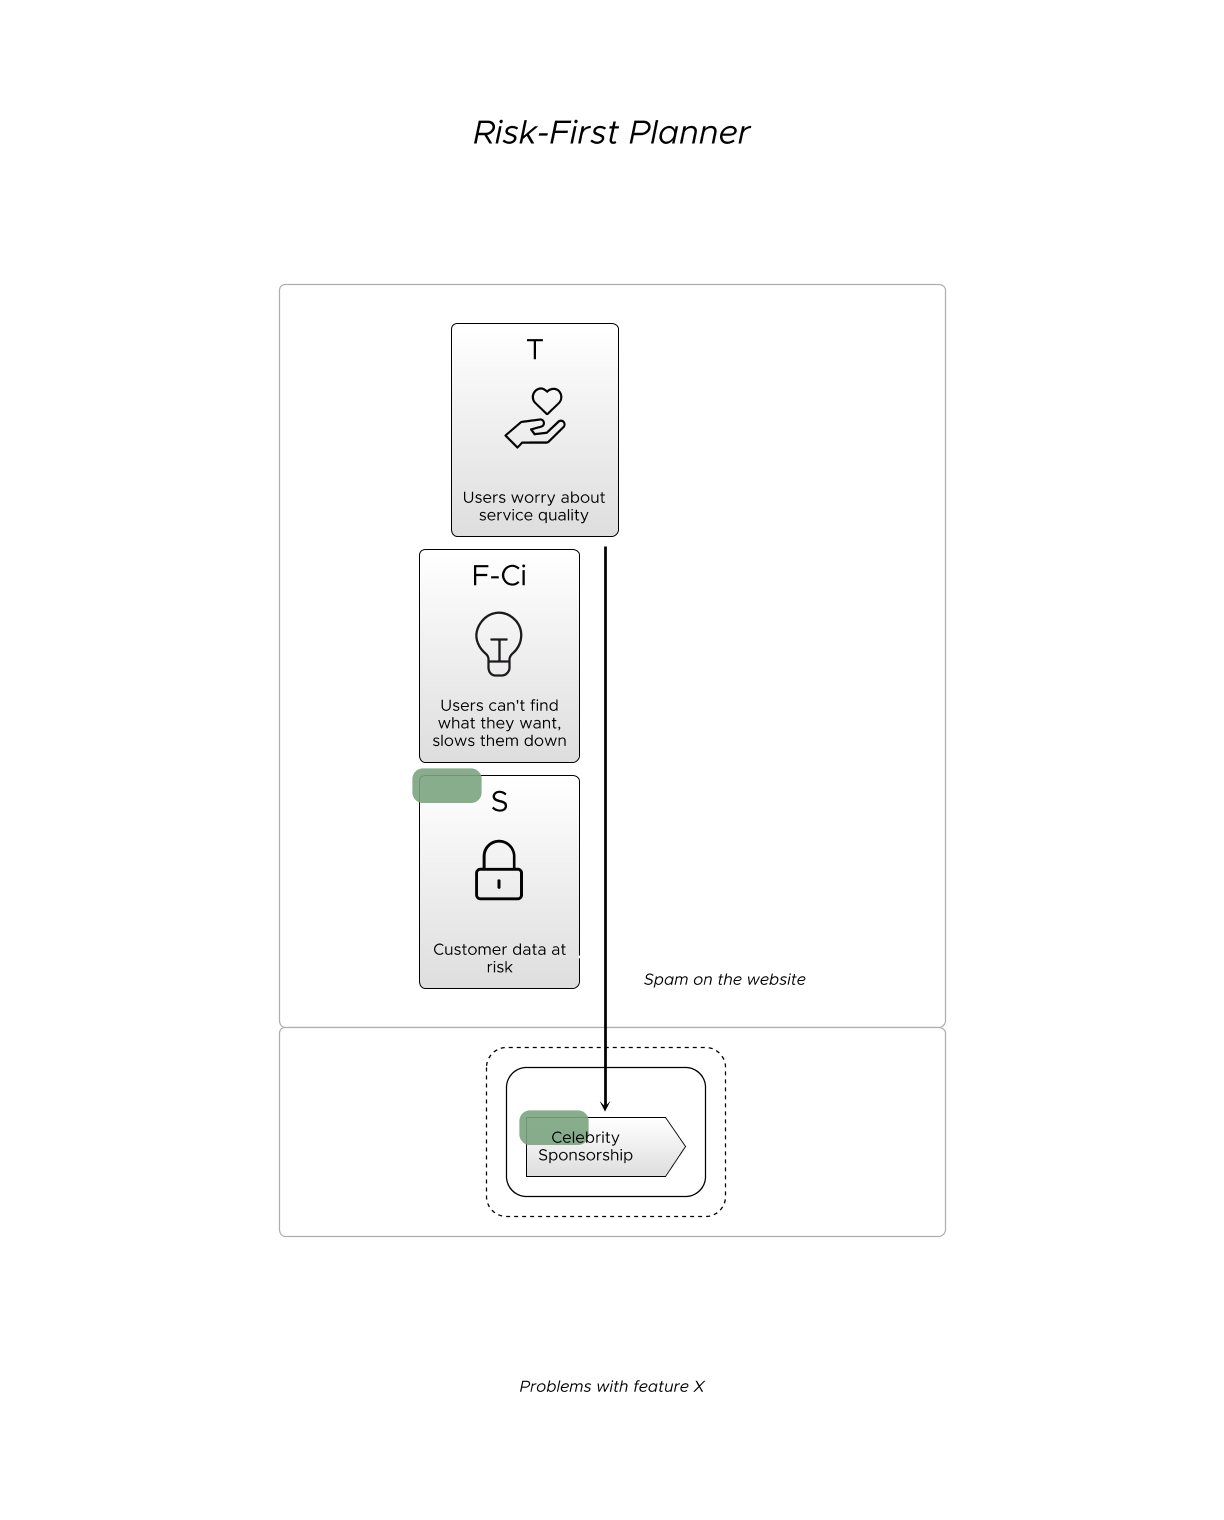 Risk-First Planner
T
Users worry about
service quality
F-Ci
Users can't find
what they want,
slows them down
S
Customer data at
risk
Spam on the website
Celebrity
Sponsorship
Problems with feature X